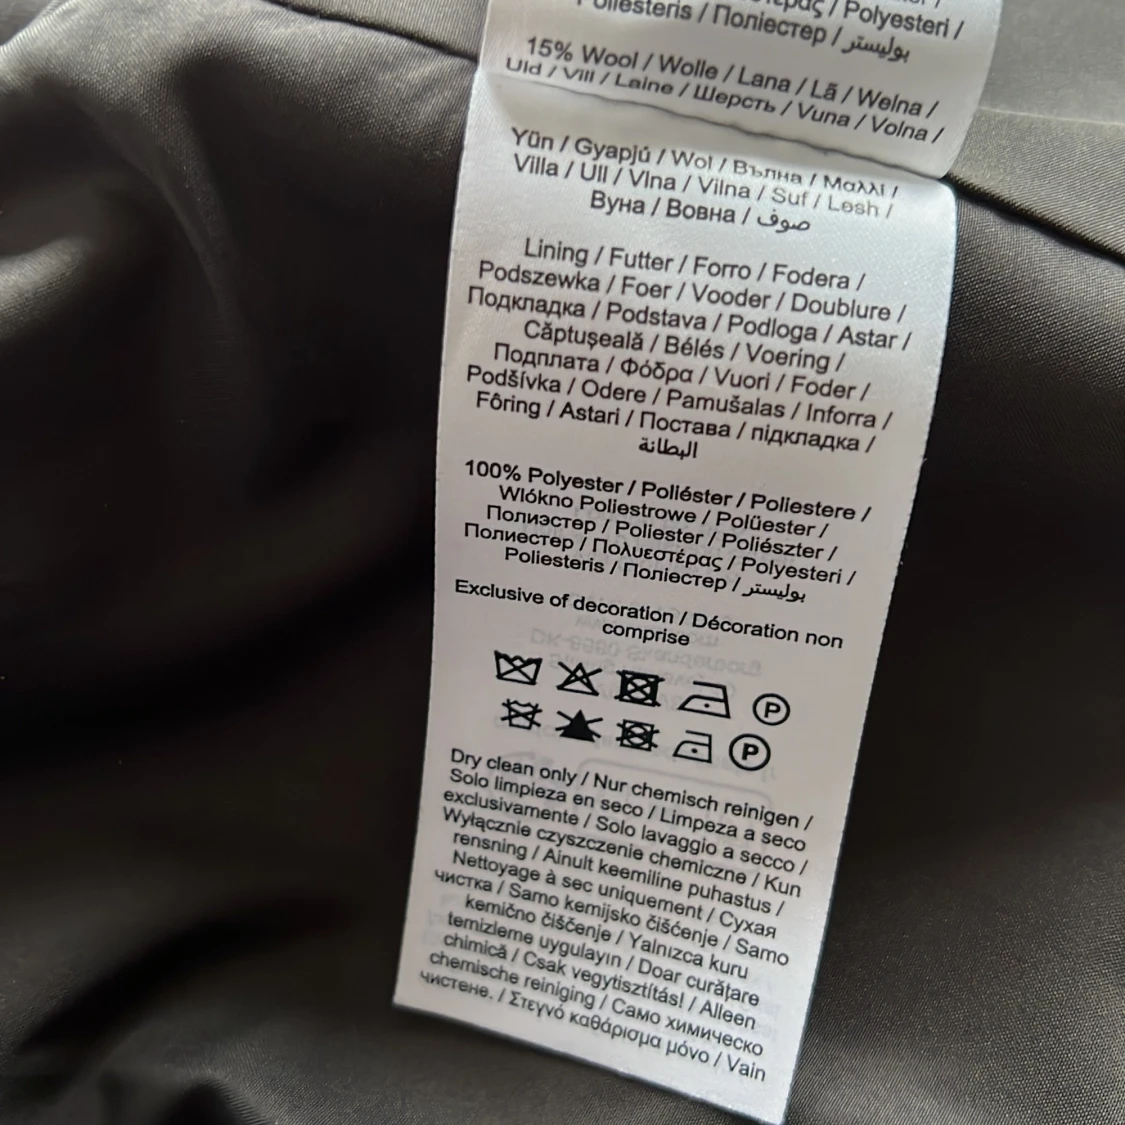 Poliesteris / Поліестер / بوليستر
15% Wool / Wolle / Lana / Lã / Wełna /
Uld / Vill / Laine / Шерсть / Vuna / Volna /
Yün / Gyapjú / Wol / Вълна / Μαλλί /
Villa / Ull / Vlna / Vilna / Suf / Lesh /
Вуна / Вовна / صوف
Lining / Futter / Forro / Fodera /
Podszewka / Foer / Vooder / Doublure /
Подкладка / Podstava / Podloga / Astar /
Căptușeală / Bélés / Voering /
Подплата / Φόδρα / Vuori / Foder /
Podšívka / Odere / Pamušalas / Inforra /
Fôring / Astari / Постава / підкладка /
البطانة
100% Polyester / Poliéster / Poliestere /
Wlókno Poliestrowe / Polüester /
Полиэстер / Poliester / Poliészter /
Полиестер / Πολυεστέρας / Polyesteri /
Poliesteris / Поліестер / بوليستر
Exclusive of decoration / Décoration non
comprise
P
P
Dry clean only / Nur chemisch reinigen /
Solo limpieza en seco / Limpeza a seco
exclusivamente / Solo lavaggio a secco /
Wyłącznie czyszczenie chemiczne / Kun
rensning / Ainult keemiline puhastus /
Nettoyage à sec uniquement / Сухая
чистка / Samo kemijsko čišćenje / Samo
kemično čiščenje / Yalnızca kuru
temizleme uygulayın / Doar curățare
chimică / Csak vegytisztítás! / Alleen
chemische reiniging / Само химическо
чистене. / Στεγνό καθάρισμα μόνο / Vain